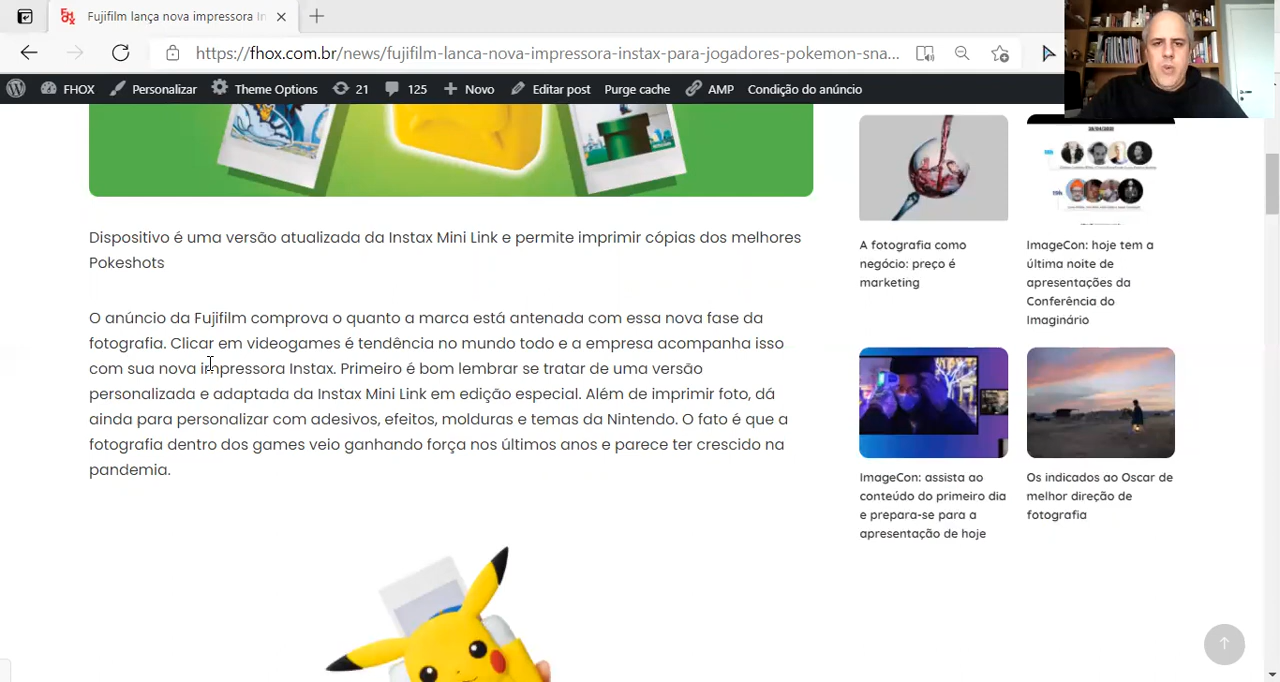 Fujifilm lança nova impressora In
https://fhox.com.br/news/fujifilm-lanca-nova-impressora-instax-para-jogadores-pokemon-sna...
FHOX
Personalizar
Theme Options
21
125
Novo
Editar post
Purge cache
AMP
Condição do anúncio
Dispositivo é uma versão atualizada da Instax Mini Link e permite imprimir cópias dos melhores
Pokeshots
O anúncio da Fujifilm comprova o quanto a marca está antenada com essa nova fase da
fotografia. Clicar em videogames é tendência no mundo todo e a empresa acompanha isso
com sua nova impressora Instax. Primeiro é bom lembrar se tratar de uma versão
personalizada e adaptada da Instax Mini Link em edição especial. Além de imprimir foto, dá
ainda para personalizar com adesivos, efeitos, molduras e temas da Nintendo. O fato é que a
fotografia dentro dos games veio ganhando força nos últimos anos e parece ter crescido na
pandemia.
A fotografia como
negócio: preço é
marketing
ImageCon: hoje tem a
última noite de
apresentações da
Conferência do
Imaginário
ImageCon: assista ao
conteúdo do primeiro dia
e prepara-se para a
apresentação de hoje
Os indicados ao Oscar de
melhor direção de
fotografia